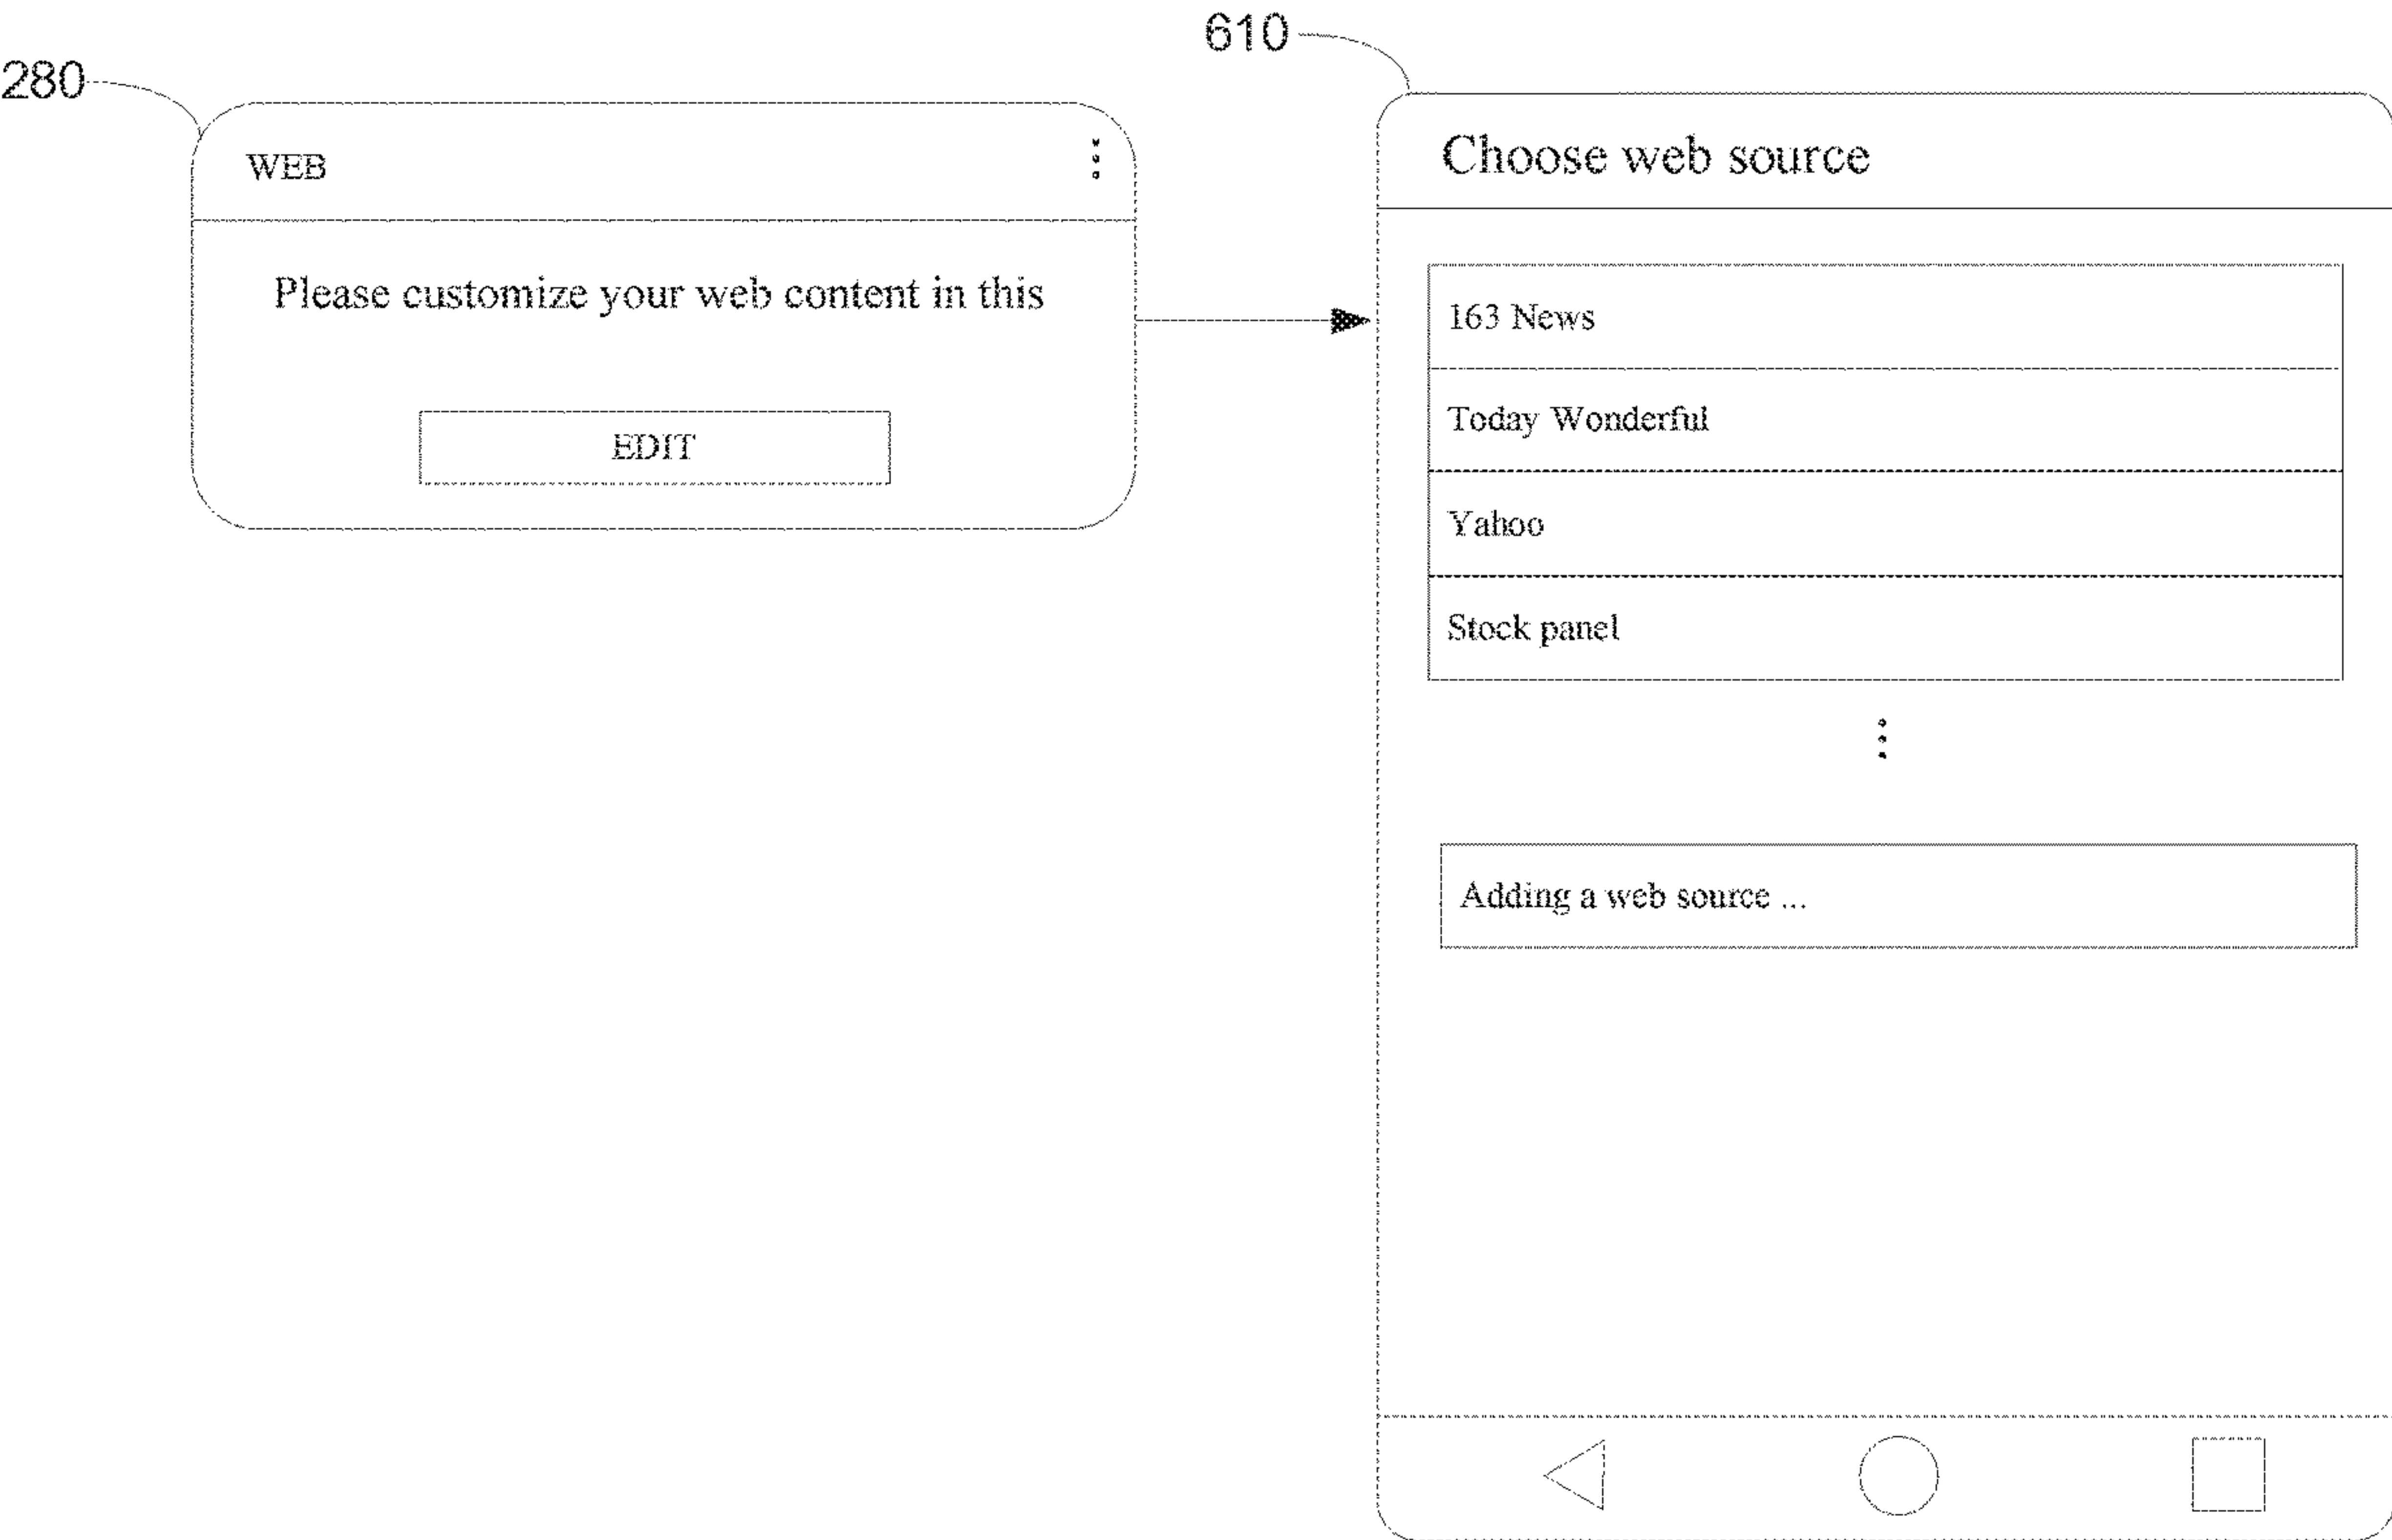 280
WEB
Please customize your web content in this
EDIT
610
Choose web source
163 News
Today Wonderful
Yahoo
Stock panel
Adding a web source ...